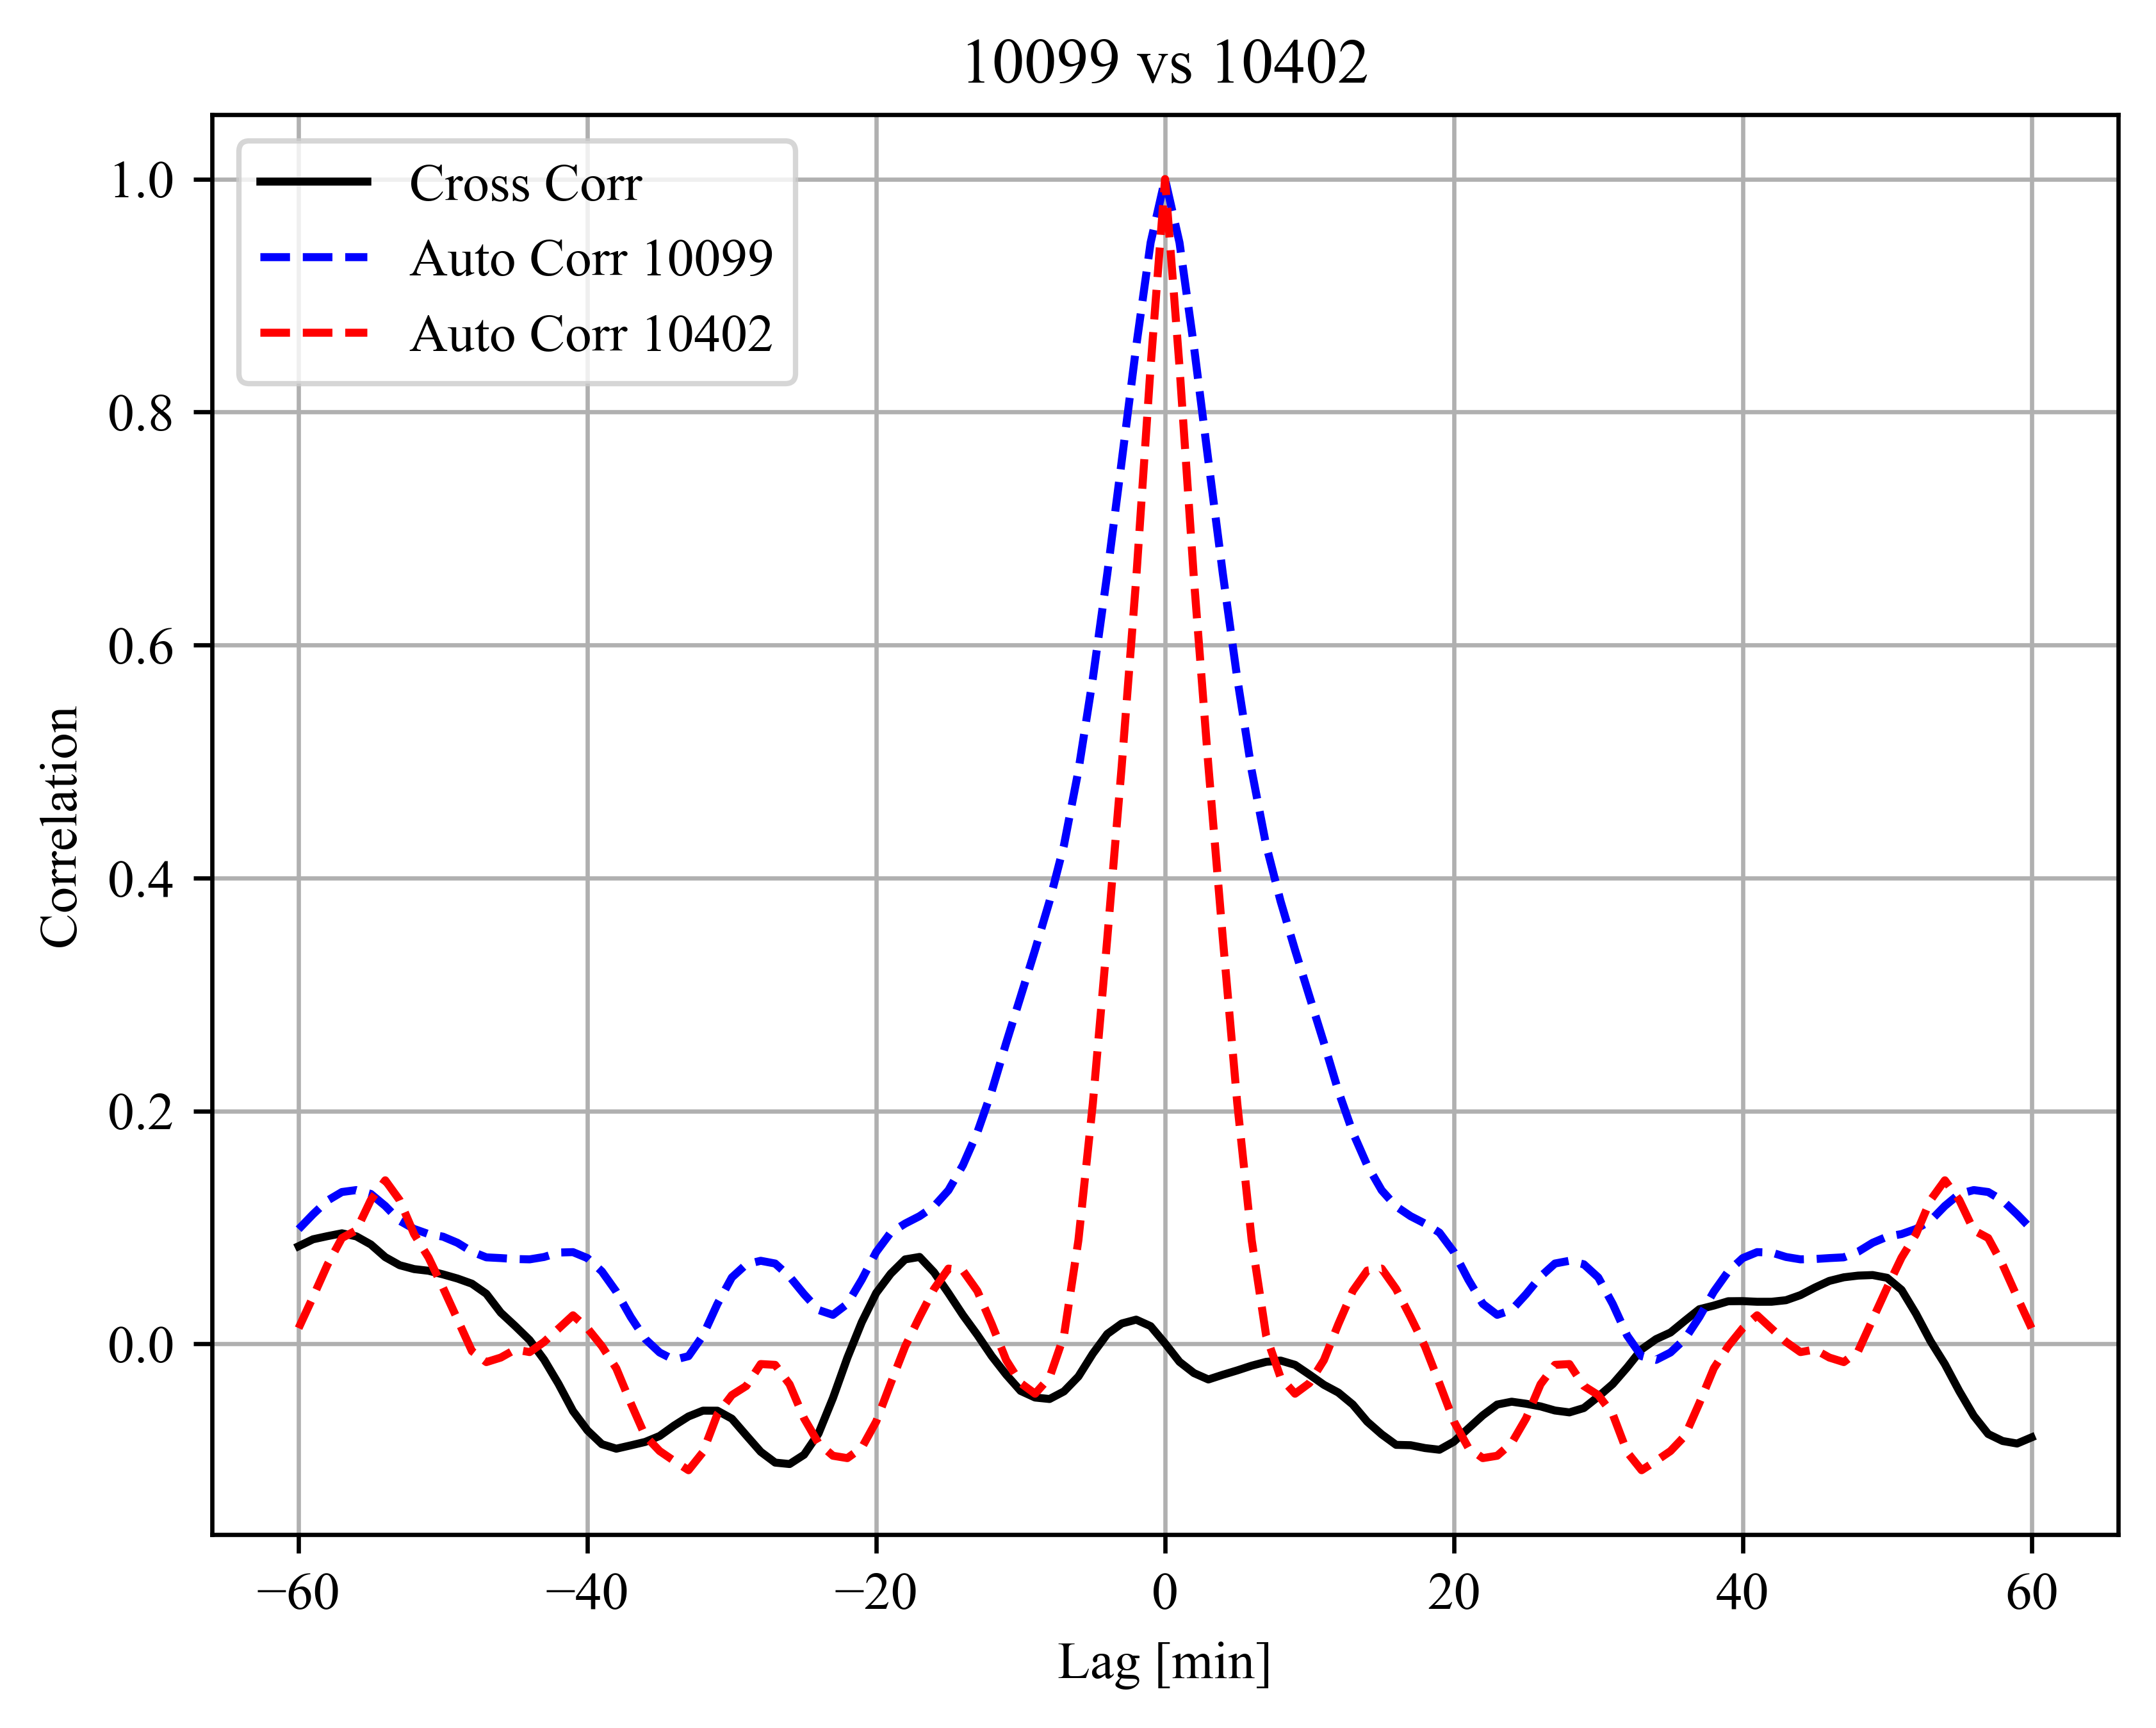 10099 vs 10402
Cross Corr
Auto Corr 10099
Auto Corr 10402
1.0
0.8
0.6
0.4
0.2
0.0
Correlation
−60 −40 −20 0 20 40 60
Lag [min]